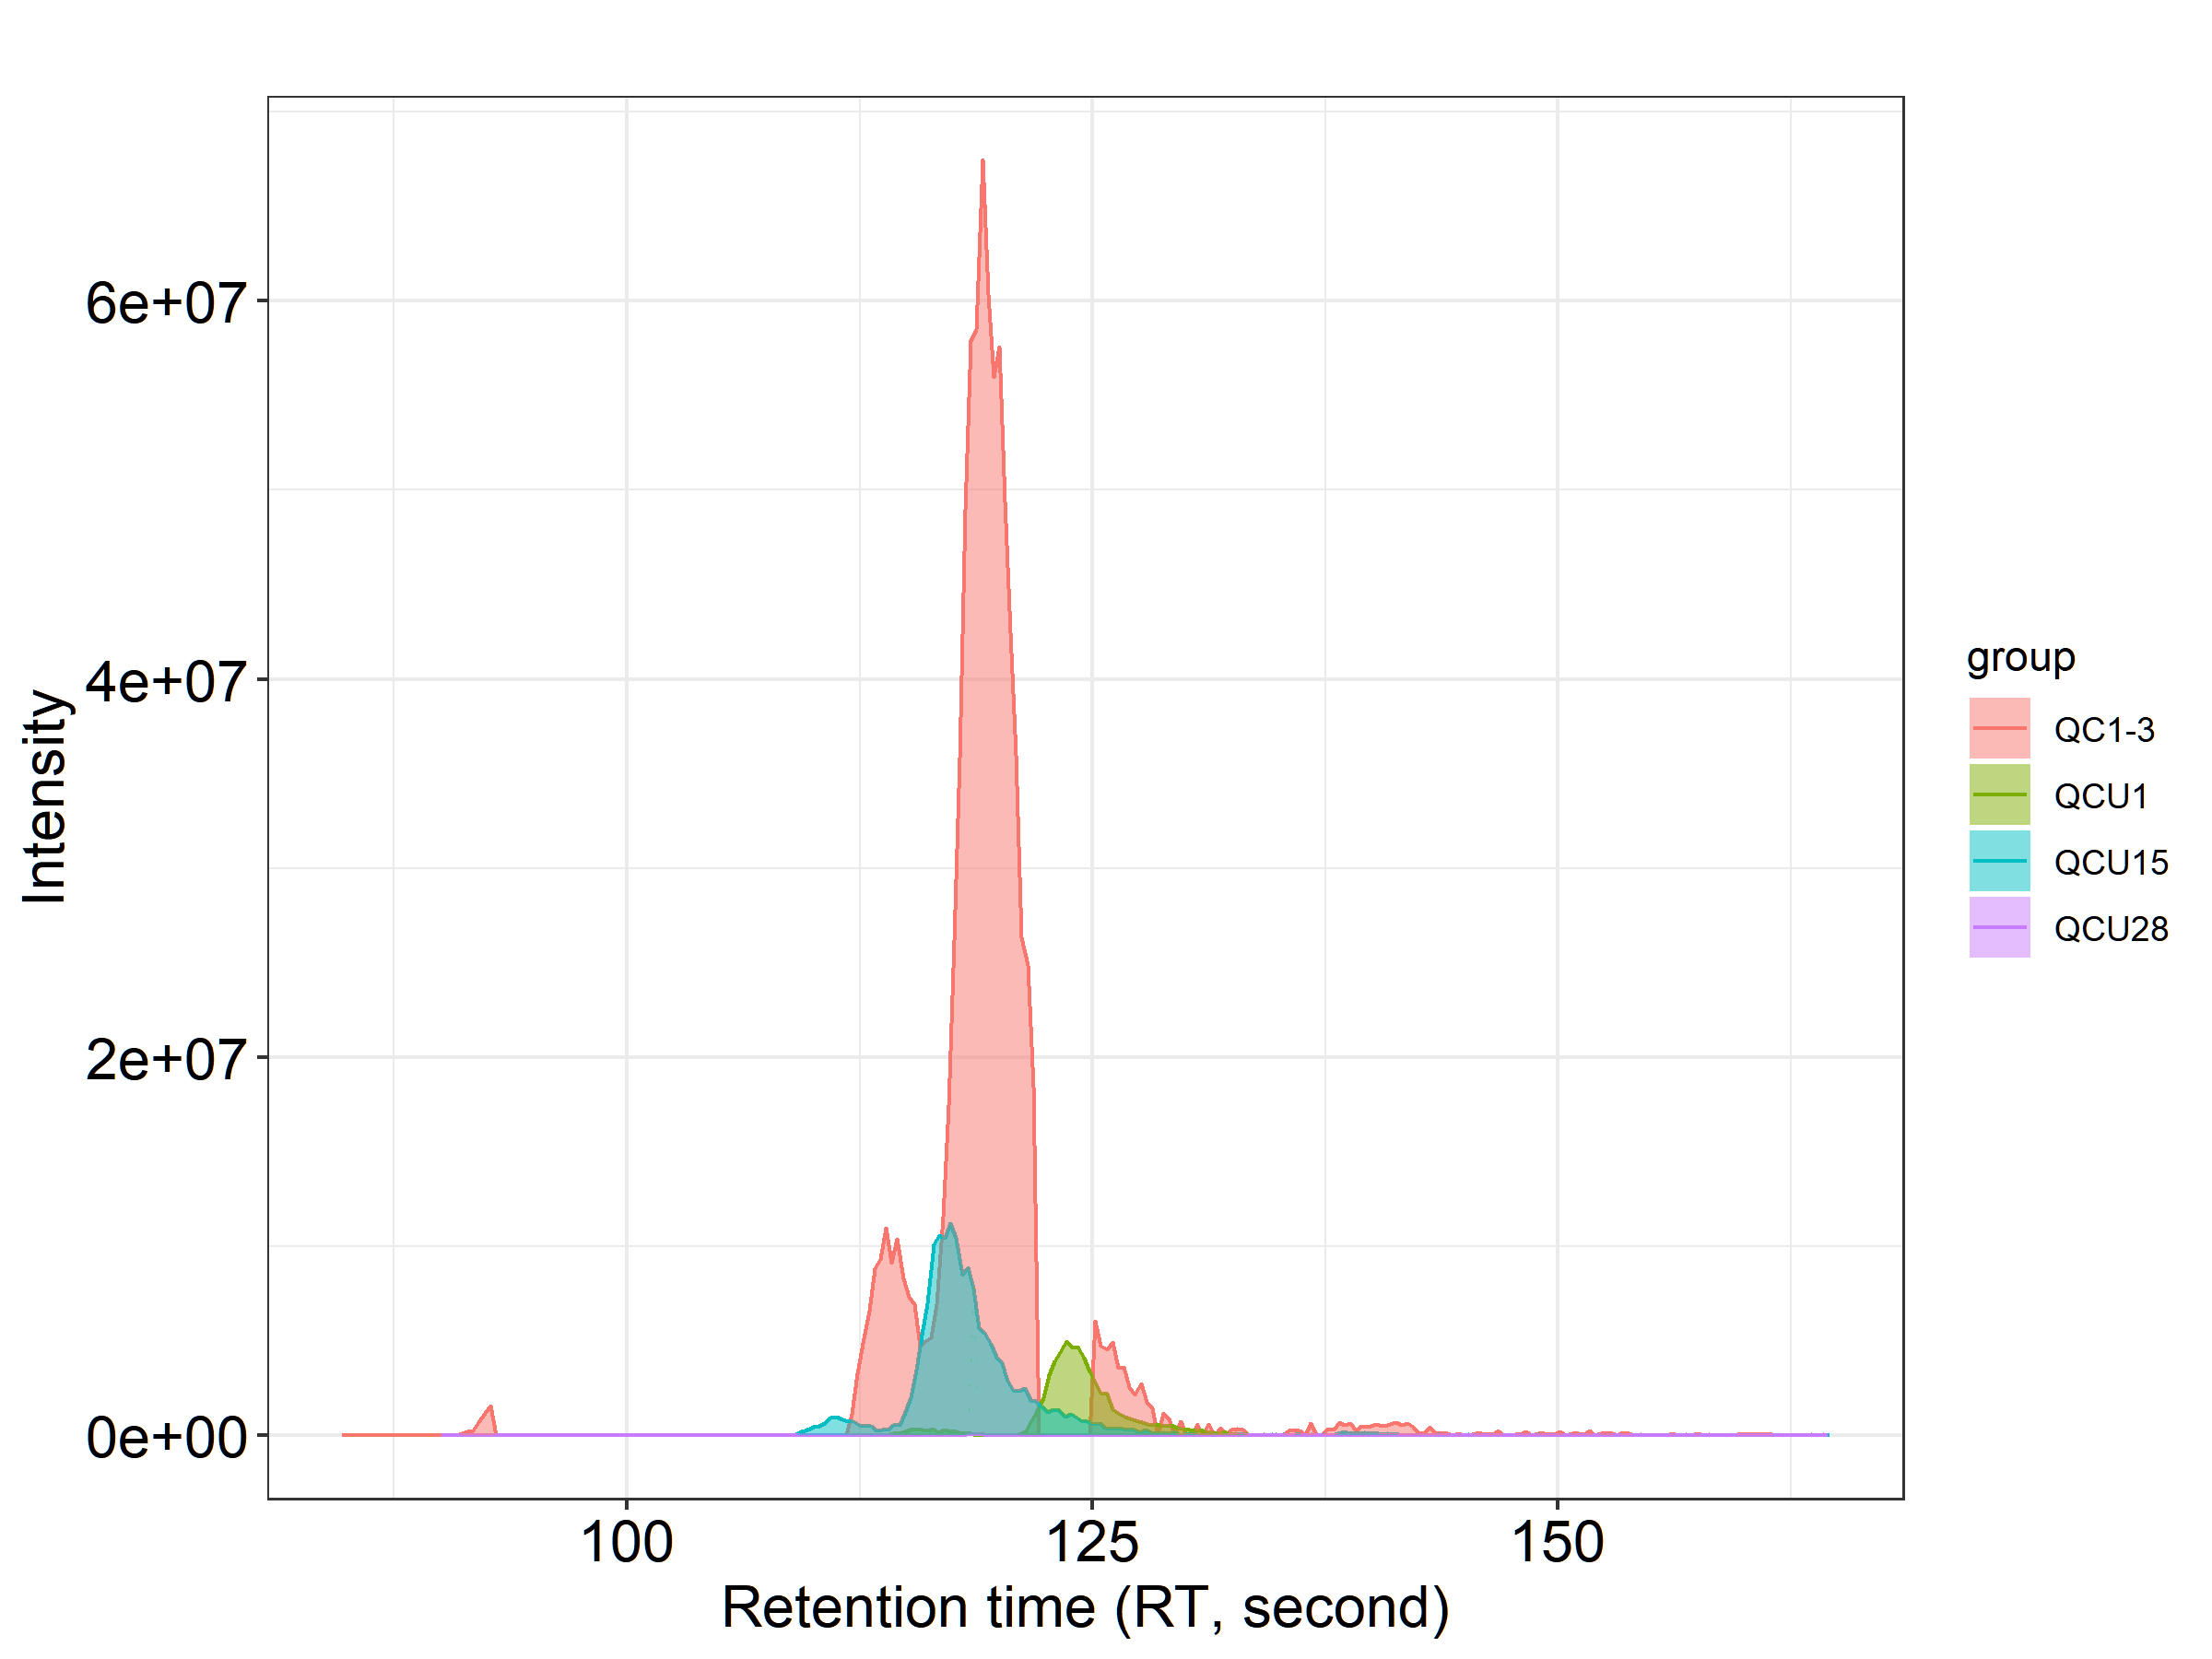 6e+07
4e+07
2e+07
0e+00
Intensity
100
125
150
Retention time (RT, second)
group
QC1-3
QCU1
QCU15
QCU28